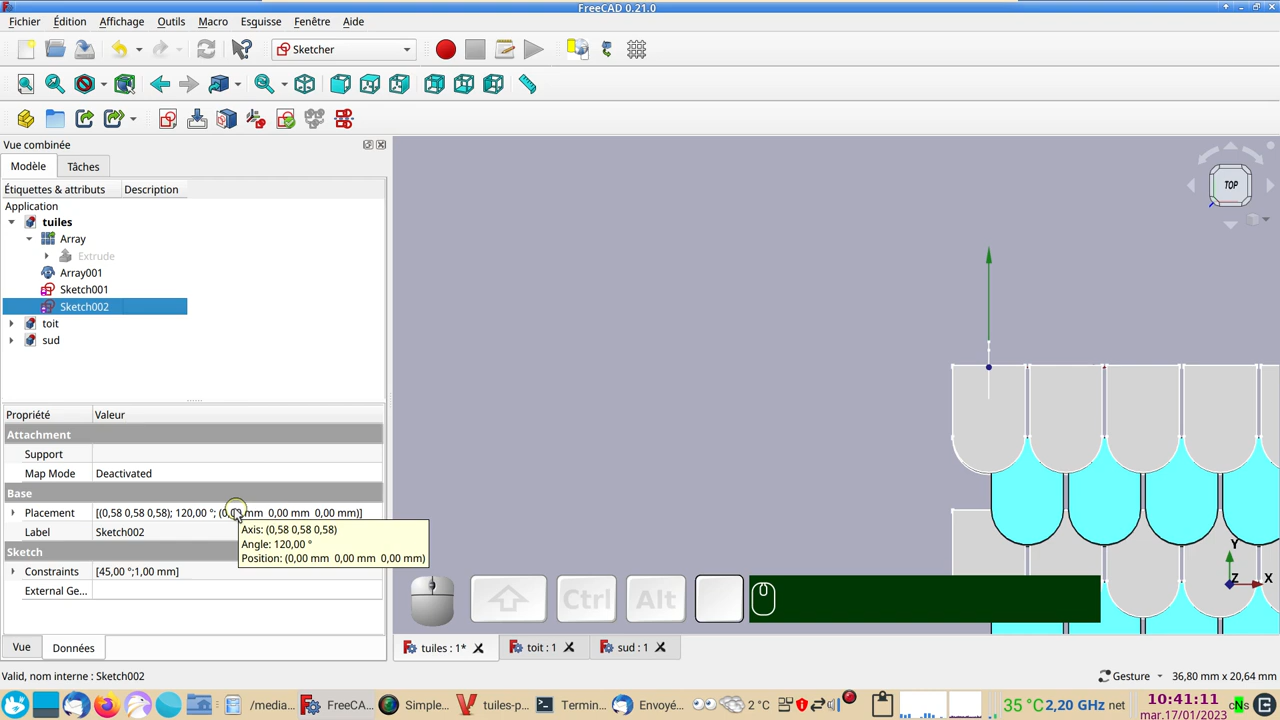 FreeCAD 0.21.0
Fichier Édition Affichage Outils Macro Esguisse Fenêtre Aide
Sketcher
Vue combinée
Modèle Tâches
Étiquettes & attributs Description
Application
tuiles
Array
Extrude
Array001
Sketch001
Sketch002
toit
sud
TOP
Propriété Valeur
Attachment
Support
Map Mode Deactivated
Base
Placement [(0,58 0,58 0,58); 120,00 °; (0,00 mm 0,00 mm 0,00 mm)]
Label Sketch002
Axis: (0,58 0,58 0,58)
Angle: 120,00 °
Position: (0,00 mm 0,00 mm 0,00 mm)
Sketch
Constraints [45,00 °;1,00 mm]
External Ge...
Ctrl Alt
Y
Z X
Vue Données
tuiles : 1* toit : 1 sud : 1
Valid, nom interne : Sketch002
Gesture 36,80 mm x 20,64 mm
/media... FreeCA... Simple... tuiles-p... Termin... Envoyé... 2 °C 35 °C 2,20 GHz net 10:41:11
mar.17/01/2023